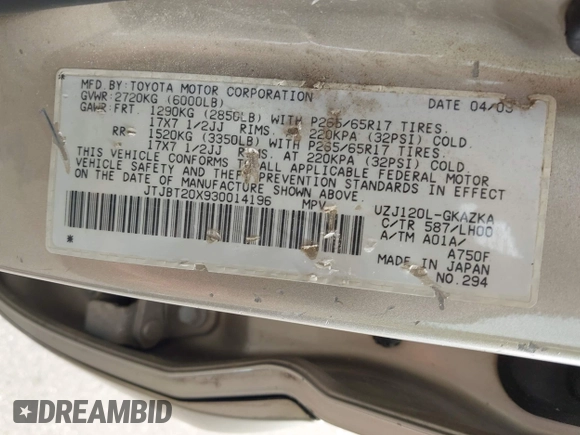 MFD.BY:TOYOTA MOTOR CORPORATION DATE 04/03
GVWR:2720KG (6000LB)
GAWR:FRT. 1290KG (2850LB) WITH P265/65R17 TIRES.
17X7 1/2JJ RIMS. AT 220KPA (32PSI) COLD.
RR. 1520KG (3350LB) WITH P265/65R17 TIRES.
17X7 1/2JJ RIMS. AT 220KPA (32PSI) COLD.
THIS VEHICLE CONFORMS TO ALL APPLICABLE FEDERAL MOTOR
VEHICLE SAFETY AND THEFT PREVENTION STANDARDS IN EFFECT
ON THE DATE OF MANUFACTURE SHOWN ABOVE.
JTJBT20X930014196 MPV
UZJ120L-GKAZKA
C/TR 587/LH00
A/TM A01A/
A750F
MADE IN JAPAN
NO.294
DREAMBID